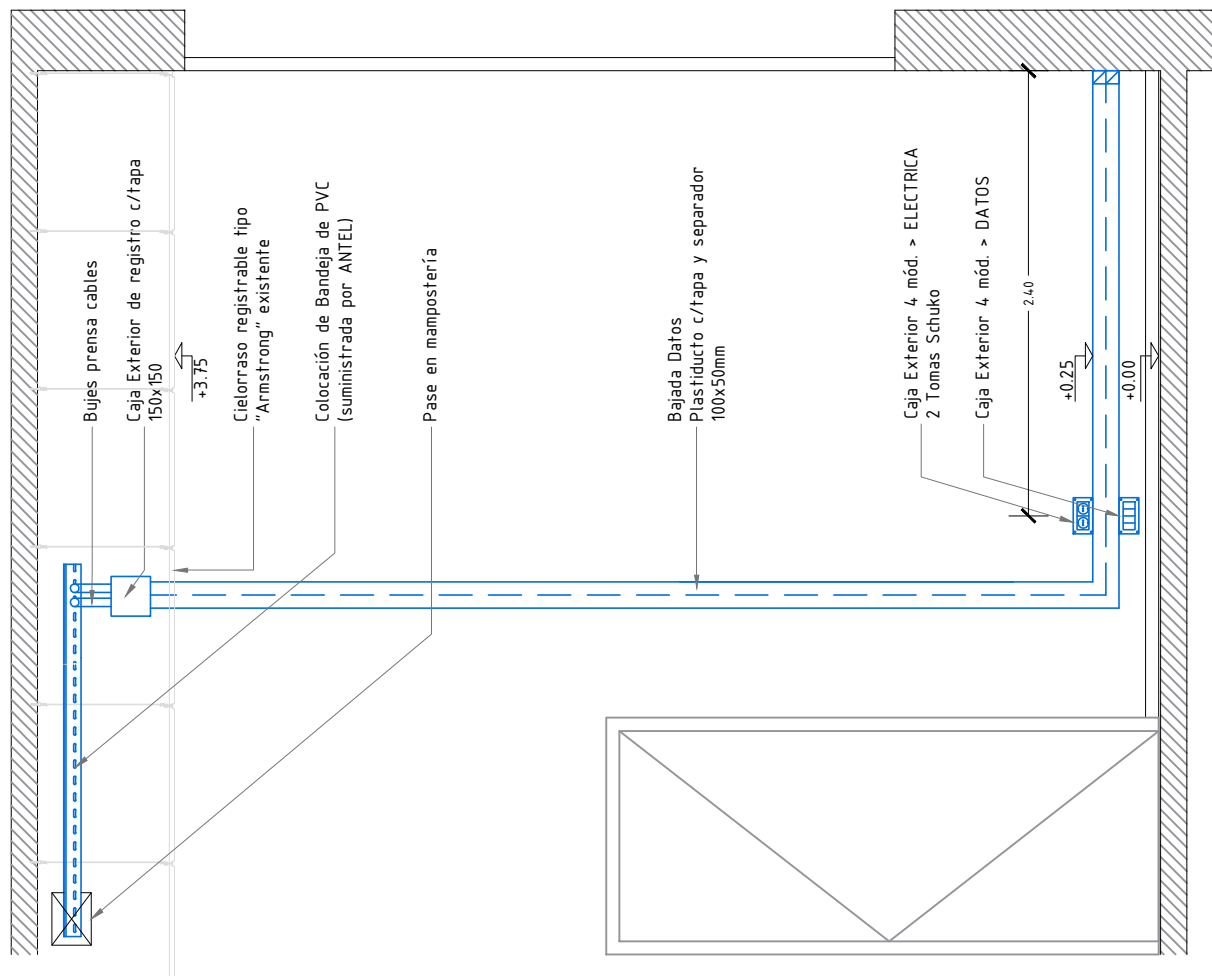 Bujes prensa cables
Caja Exterior de registro c/tapa
150x150
+3.75
Cielorraso registrable tipo
"Armstrong" existente
Colocación de Bandeja de PVC
(suministrada por ANTEL)
Pase en mampostería
Bajada Datos
Plastiducto c/tapa y separador
100x50mm
Caja Exterior 4 mód. > ELECTRICA
2 Tomas Schuko
Caja Exterior 4 mód. > DATOS
2.40
+0.25
+0.00